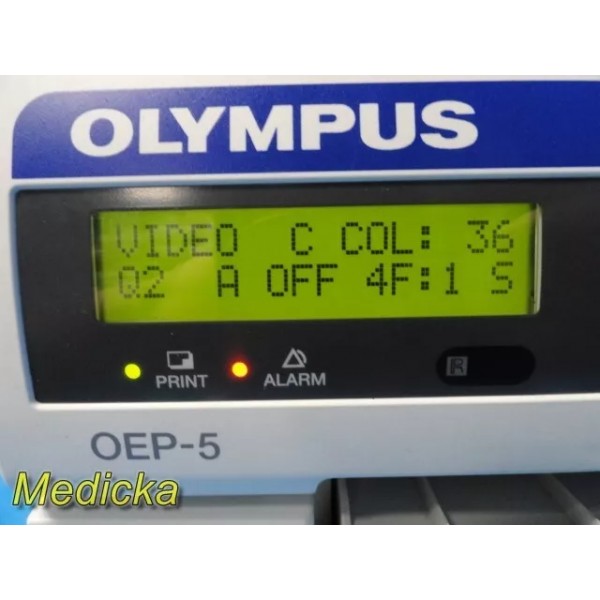 OLYMPUS
VIDEO C COL: 36
Q2 A OFF 4F:1 S
PRINT ALARM
R
OEP-5
Medicka